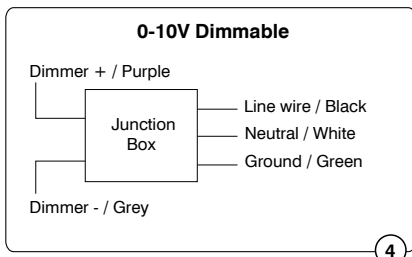 0-10V Dimmable
Dimmer + / Purple
Junction
Box
Line wire / Black
Neutral / White
Ground / Green
Dimmer - / Grey
4